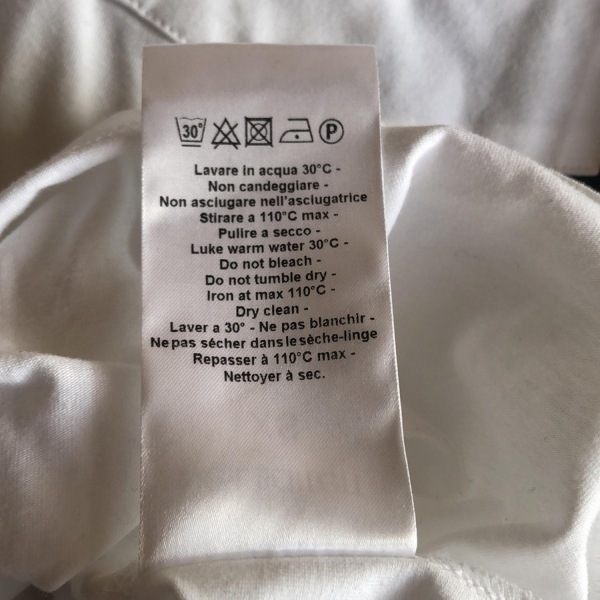 30°
P
Lavare in acqua 30°C -
Non candeggiare -
Non asciugare nell'asciugatrice
Stirare a 110°C max -
Pulire a secco -
Luke warm water 30°C -
Do not bleach -
Do not tumble dry -
Iron at max 110°C -
Dry clean -
Laver a 30° - Ne pas blanchir -
Ne pas sécher dans le sèche-linge
Repasser à 110°C max -
Nettoyer à sec.